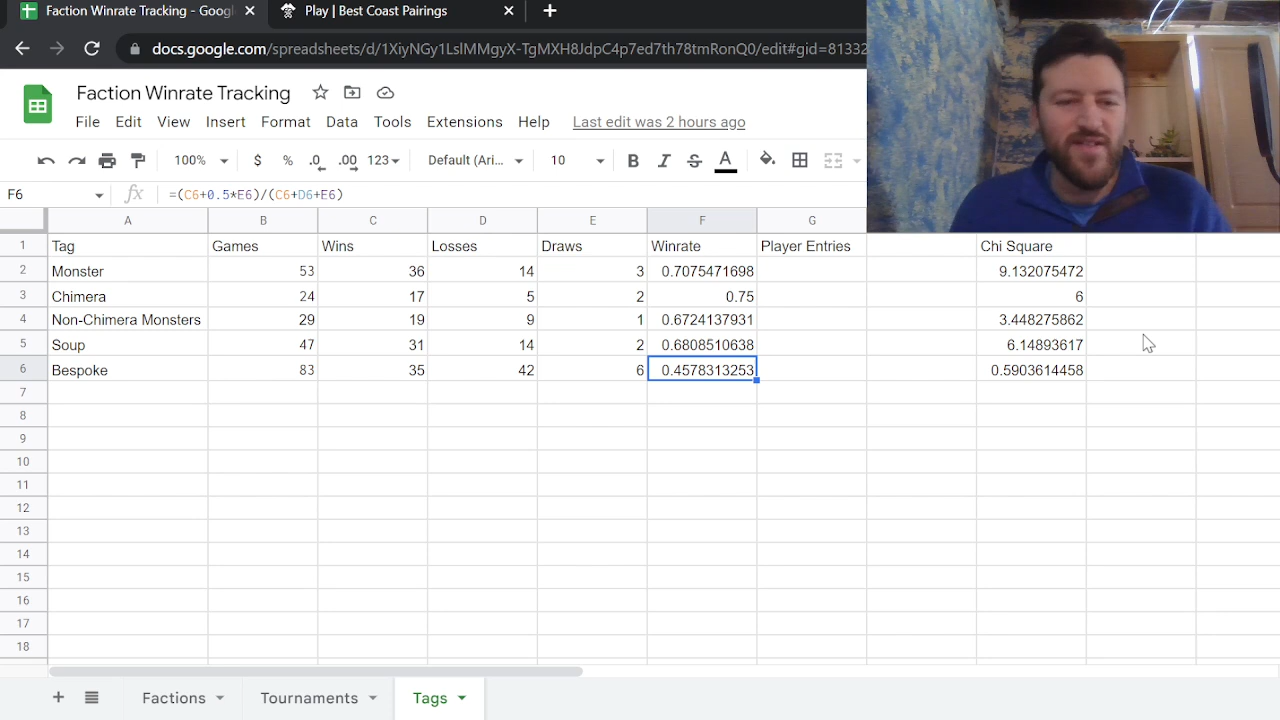 Faction Winrate Tracking - Googl
Play | Best Coast Pairings
docs.google.com/spreadsheets/d/1XiyNGy1LslMMgyX-TgMXH8JdpC4p7ed7th78tmRonQ0/edit#gid=81332
Faction Winrate Tracking
File Edit View Insert Format Data Tools Extensions Help Last edit was 2 hours ago
100% $ % .0 .00 123 Default (Ari... 10 B I S A
F6 fx =(C6+0.5*E6)/(C6+D6+E6)
A B C D E F G
1 Tag Games Wins Losses Draws Winrate Player Entries Chi Square
2 Monster 53 36 14 3 0.7075471698 9.132075472
3 Chimera 24 17 5 2 0.75 6
4 Non-Chimera Monsters 29 19 9 1 0.6724137931 3.448275862
5 Soup 47 31 14 2 0.6808510638 6.14893617
6 Bespoke 83 35 42 6 0.4578313253 0.5903614458
7
8
9
10
11
12
13
14
15
16
17
18
+ Factions Tournaments Tags